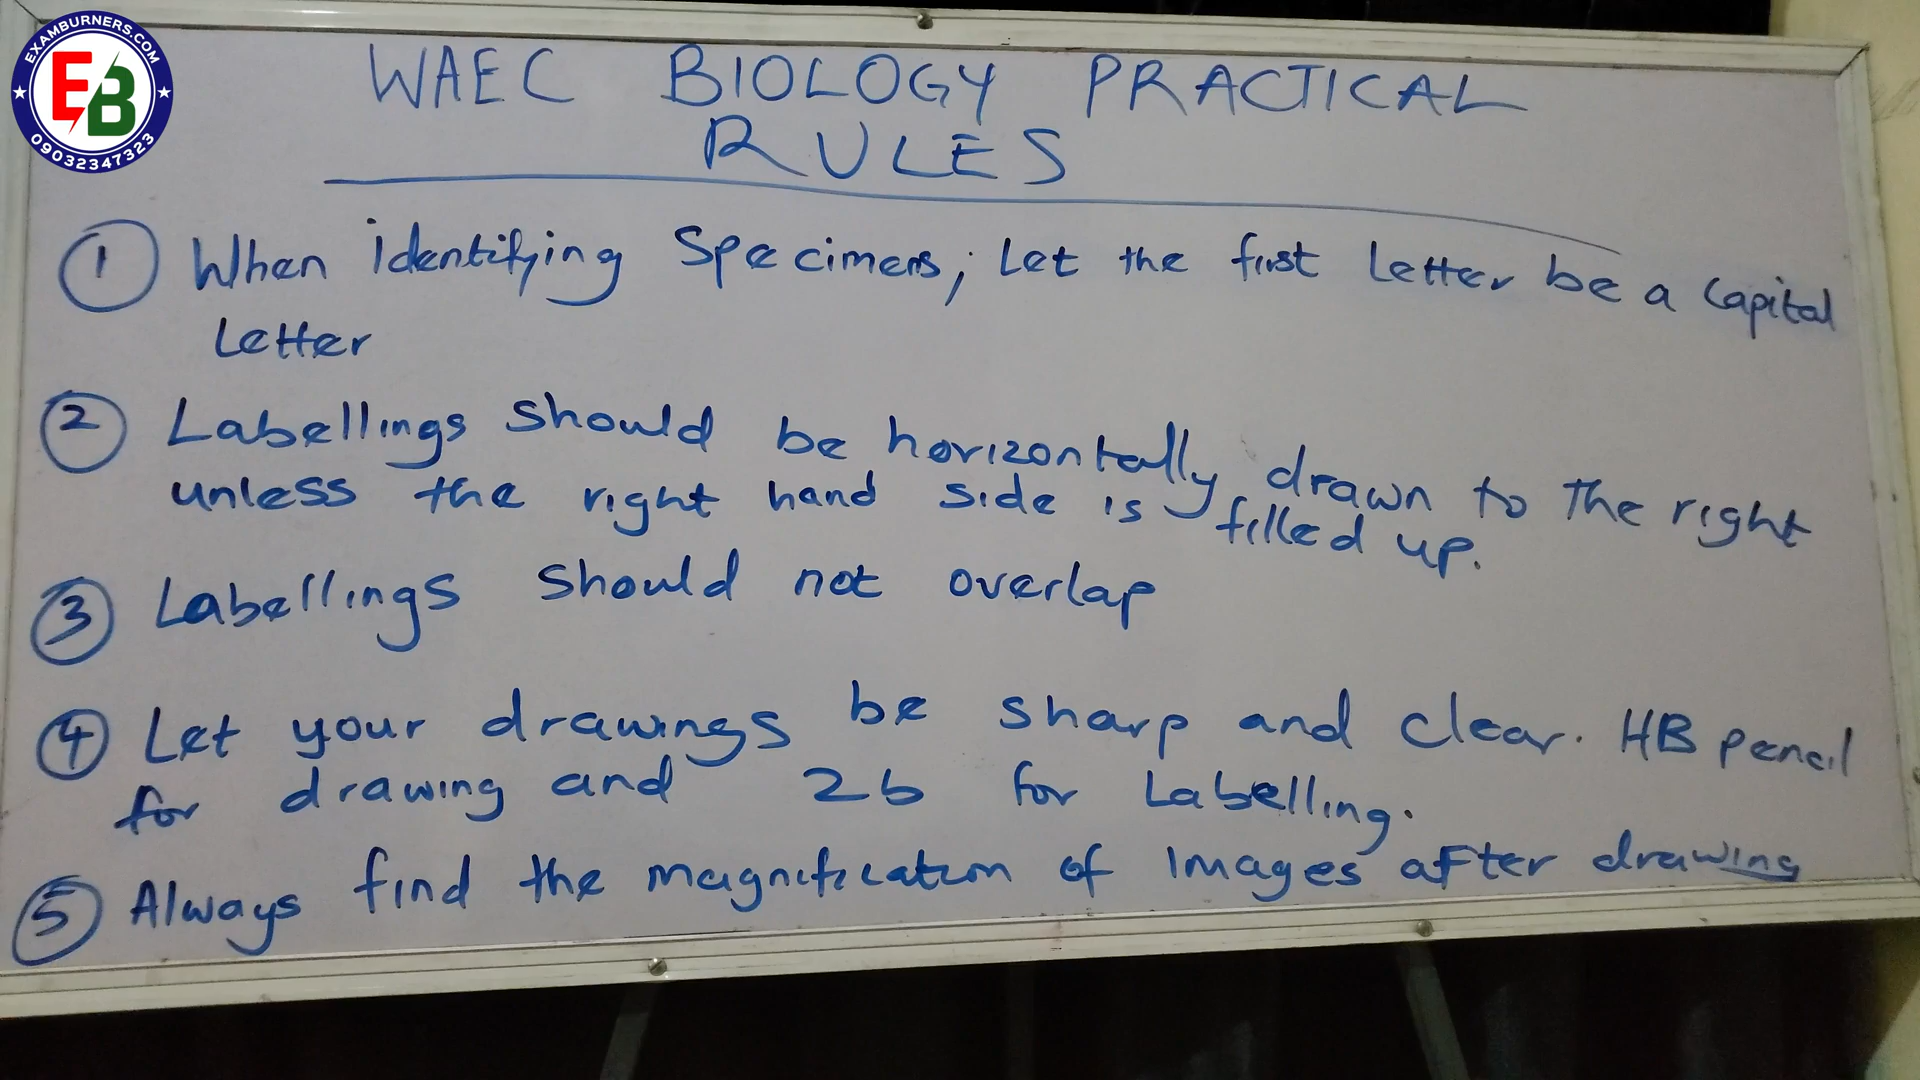 EXAMBURNERS.COM
EB
09032347323
WAEC BIOLOGY PRACTICAL
RULES
1 When identifying Specimens; Let the first Letter be a Capital
Letter
2 Labellings should be horizontally drawn to the right
unless the right hand side is filled up.
3 Labellings should not overlap
4 Let your drawings be sharp and clear. HB pencil
for drawing and 2b for Labelling.
5 Always find the magnification of Images after drawing